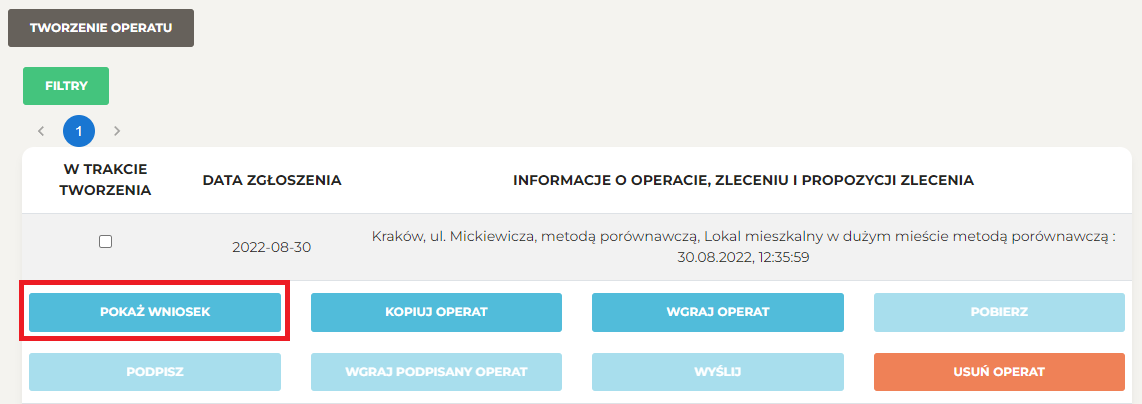 TWORZENIE OPERATU
FILTRY
1
W TRAKCIE
TWORZENIA
DATA ZGŁOSZENIA
INFORMACJE O OPERACIE, ZLECENIU I PROPOZYCJI ZLECENIA
2022-08-30
Kraków, ul. Mickiewicza, metodą porównawczą, Lokal mieszkalny w dużym mieście metodą porównawczą :
30.08.2022, 12:35:59
POKAŻ WNIOSEK
KOPIUJ OPERAT
WGRAJ OPERAT
POBIERZ
PODPISZ
WGRAJ PODPISANY OPERAT
WYŚLIJ
USUŃ OPERAT